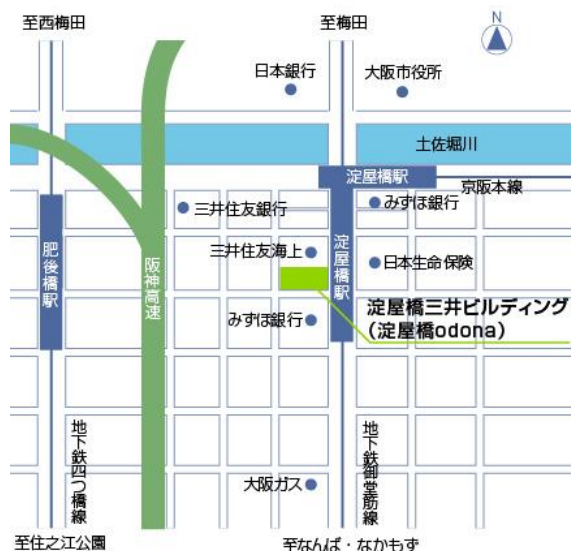 至西梅田
至梅田
N
日本銀行
大阪市役所
土佐堀川
淀屋橋駅
京阪本線
三井住友銀行
みずほ銀行
肥後橋駅
阪神高速
三井住友海上
淀屋橋駅
日本生命保険
淀屋橋三井ビルディング
(淀屋橋odona)
みずほ銀行
地下鉄四つ橋線
地下鉄御堂筋線
大阪ガス
至住之江公園
至なんば・なかもず